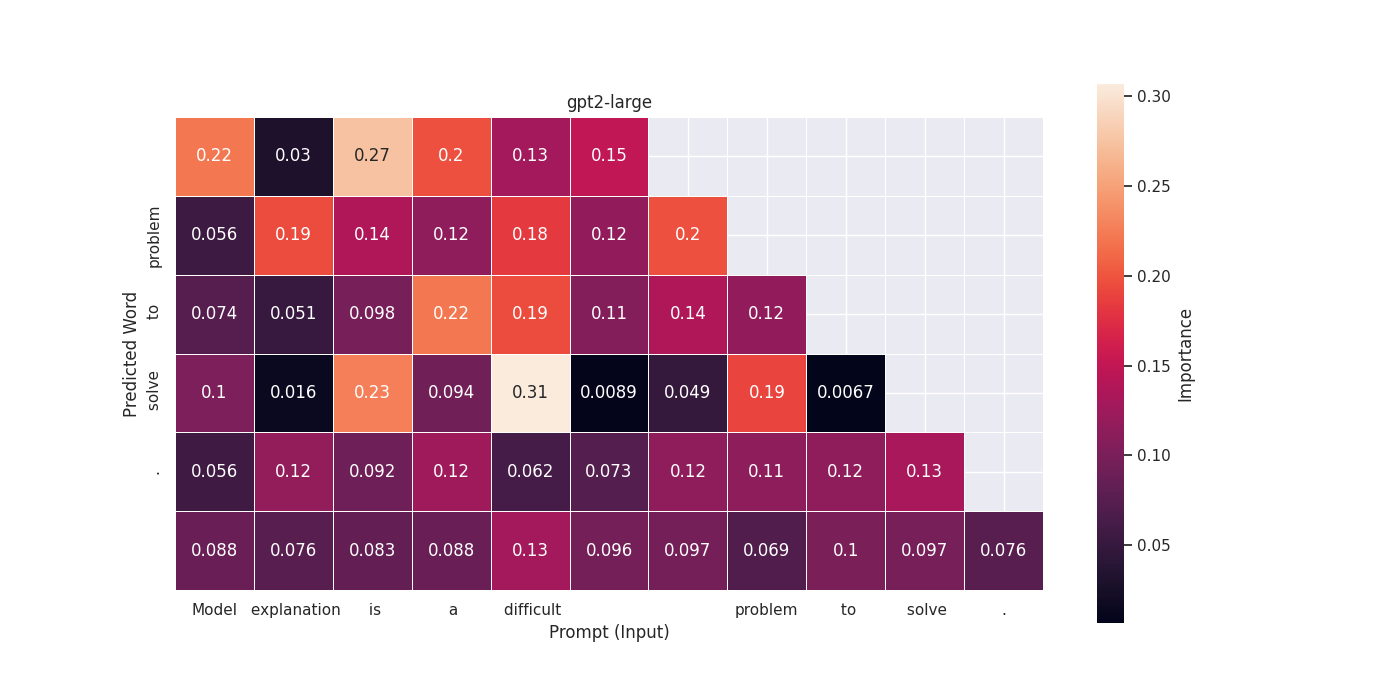 gpt2-large
0.22 0.03 0.27 0.2 0.13 0.15
problem 0.056 0.19 0.14 0.12 0.18 0.12 0.2
to 0.074 0.051 0.098 0.22 0.19 0.11 0.14 0.12
solve 0.1 0.016 0.23 0.094 0.31 0.0089 0.049 0.19 0.0067
. 0.056 0.12 0.092 0.12 0.062 0.073 0.12 0.11 0.12 0.13
0.088 0.076 0.083 0.088 0.13 0.096 0.097 0.069 0.1 0.097 0.076
Model explanation is a difficult problem to solve .
Prompt (Input)
Predicted Word
0.30
0.25
0.20
0.15
0.10
0.05
Importance